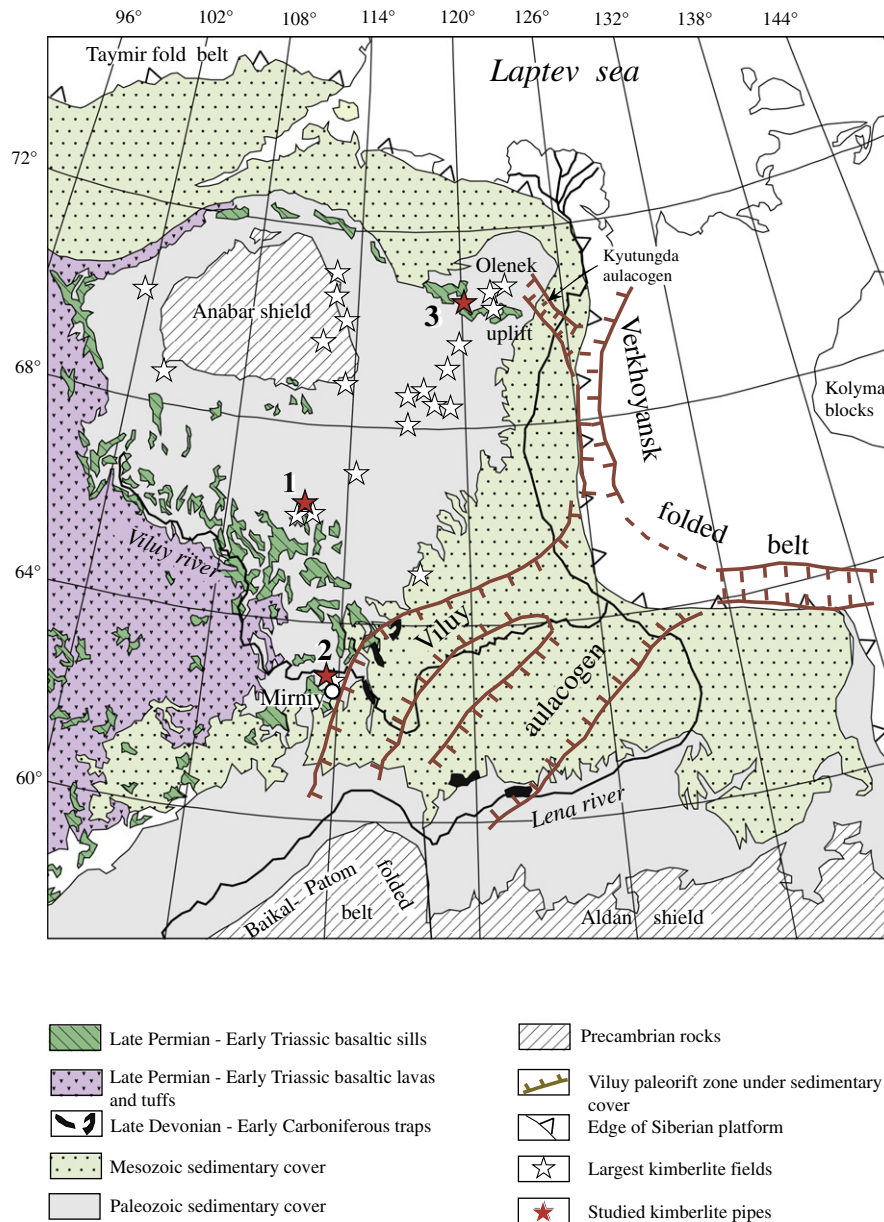 96° 102° 108° 114° 120° 126° 132° 138° 144°
Taymir fold belt
Laptev sea
72°
Olenek
Kyutungda
aulacogen
Anabar shield
3
uplift
68°
Verkhoyansk
Kolyma
blocks
1
folded
Viluy river
belt
64°
Viluy
2
Mirniy
aulacogen
60°
Lena river
Baikal- Patom
folded
belt
Aldan shield
Late Permian - Early Triassic basaltic sills
Late Permian - Early Triassic basaltic lavas
and tuffs
Late Devonian - Early Carboniferous traps
Mesozoic sedimentary cover
Paleozoic sedimentary cover
Precambrian rocks
Viluy paleorift zone under sedimentary
cover
Edge of Siberian platform
Largest kimberlite fields
Studied kimberlite pipes